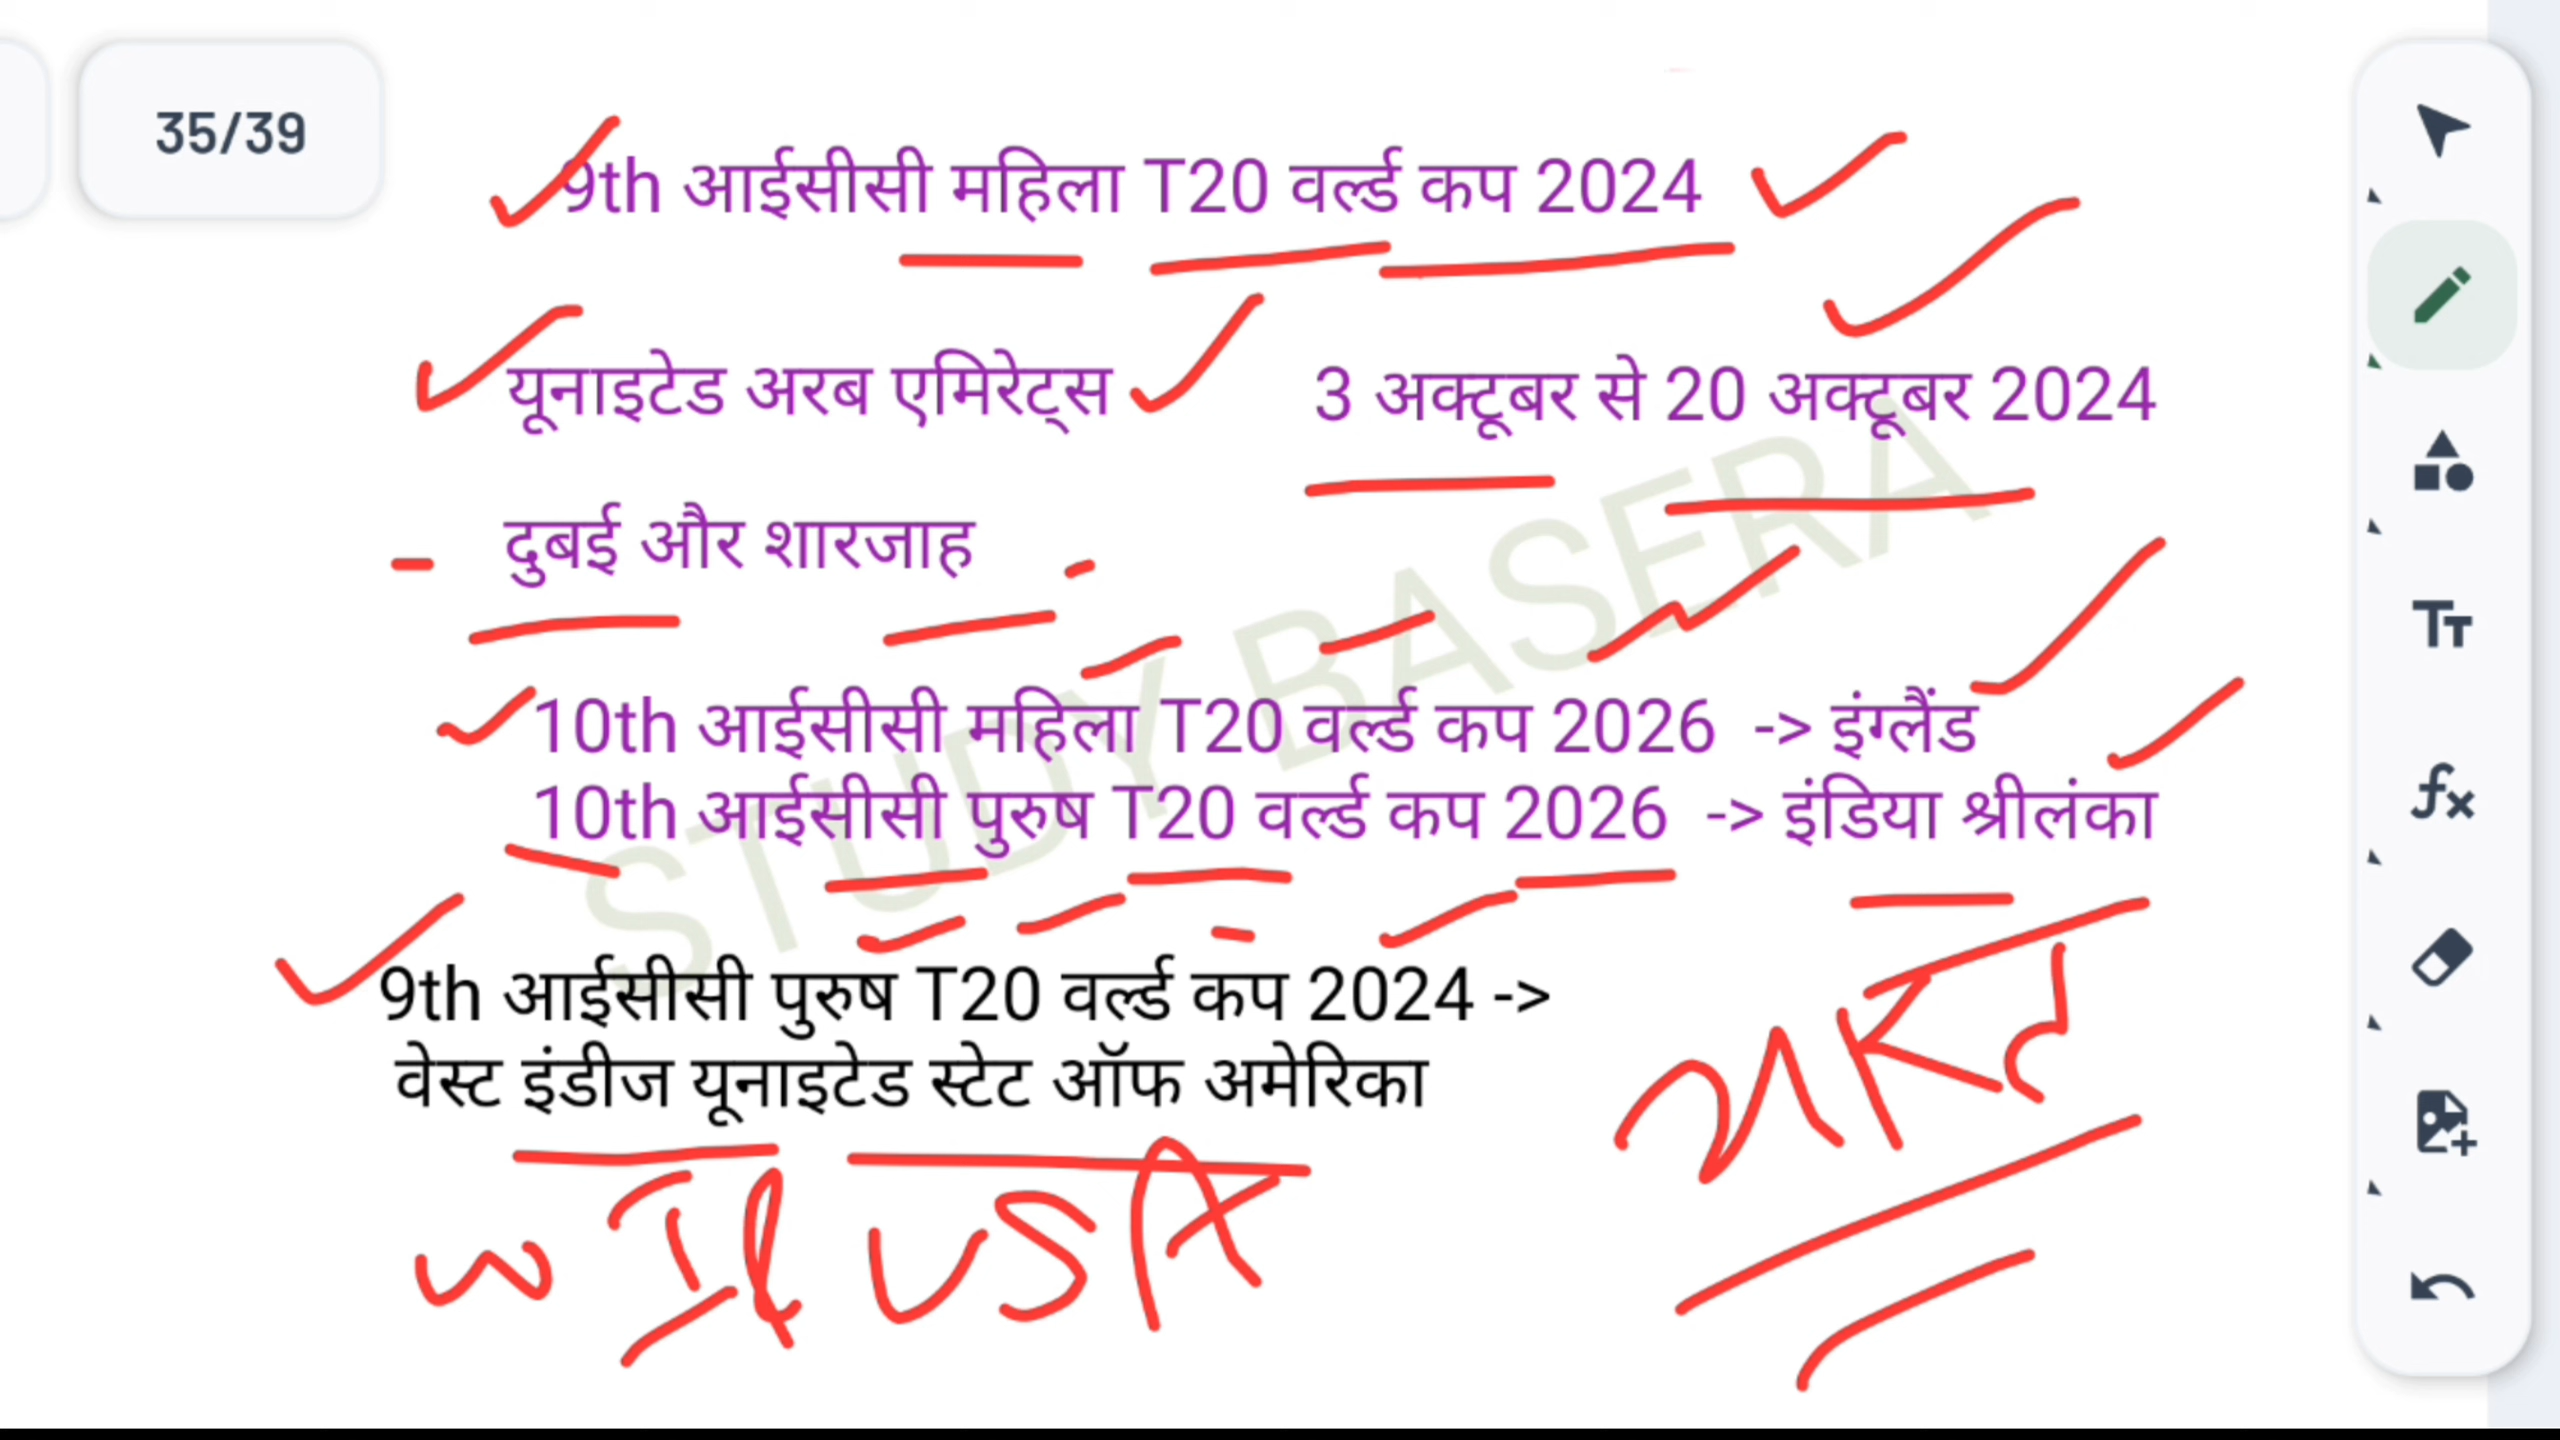 35/39
9th आईसीसी महिला T20 वर्ल्ड कप 2024
यूनाइटेड अरब एमिरेट्स 3 अक्टूबर से 20 अक्टूबर 2024
दुबई और शारजाह
10th आईसीसी महिला T20 वर्ल्ड कप 2026 -> इंग्लैंड
10th आईसीसी पुरुष T20 वर्ल्ड कप 2026 -> इंडिया श्रीलंका
9th आईसीसी पुरुष T20 वर्ल्ड कप 2024 ->
वेस्ट इंडीज यूनाइटेड स्टेट ऑफ अमेरिका
USA
STUDY BASERA